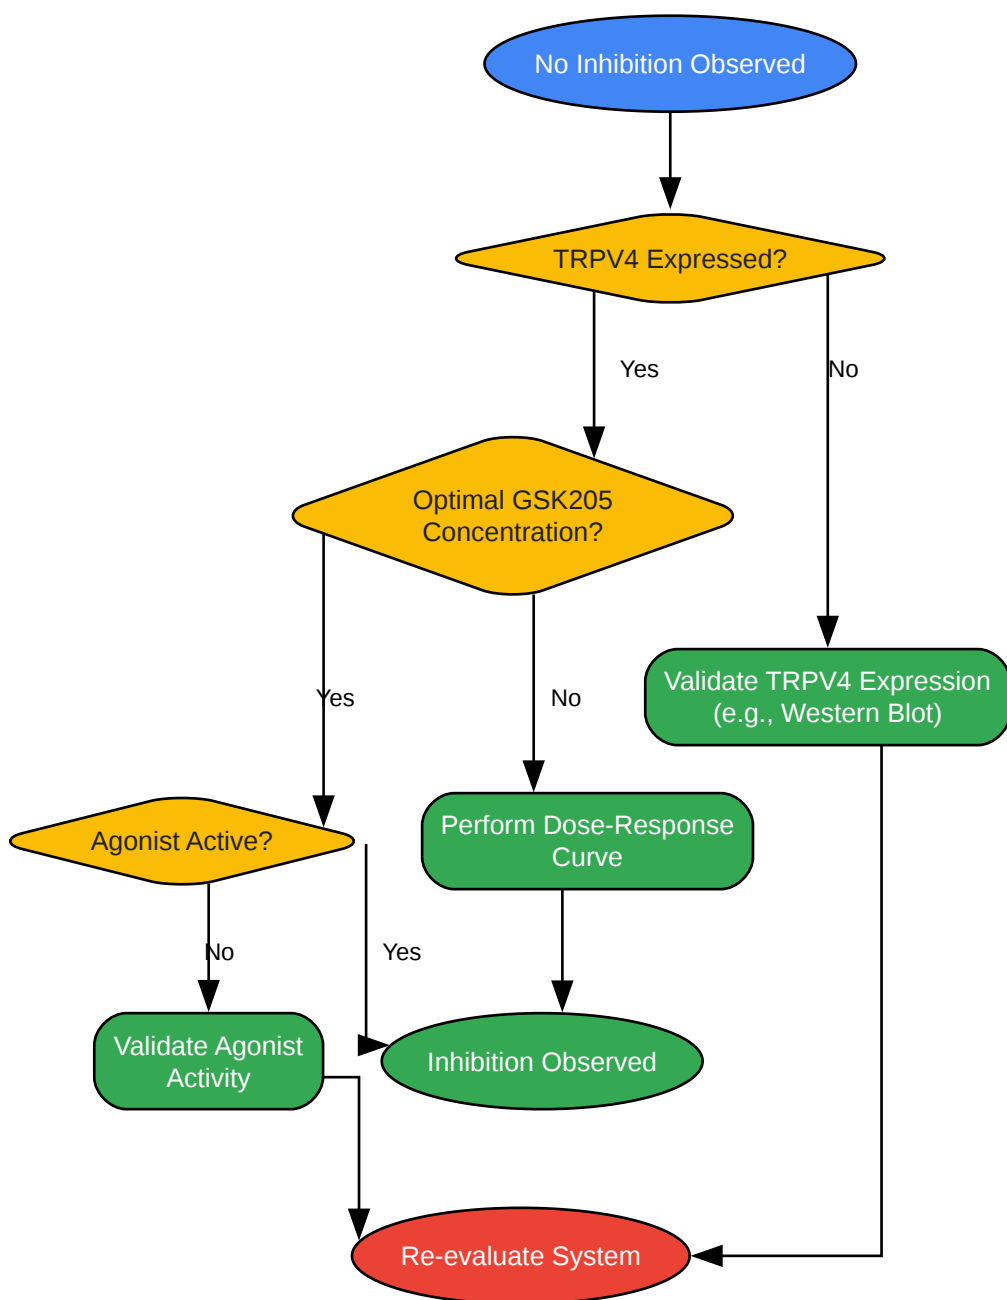 No Inhibition Observed
TRPV4 Expressed?
Yes
No
Optimal GSK205
Concentration?
Validate TRPV4 Expression
(e.g., Western Blot)
Yes
No
Perform Dose-Response
Curve
Agonist Active?
No
Yes
Validate Agonist
Activity
Inhibition Observed
Re-evaluate System